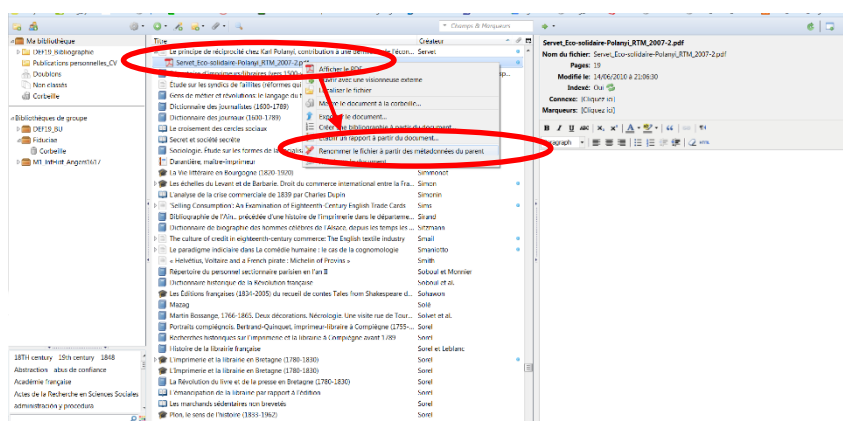 Champs & Marqueurs
Ma bibliothèque
DEF19_Bibliographie
Publications personnelles_CV
Doublons
Non classés
Corbeille
Bibliothèques de groupe
DEF19_BU
Fiduciae
Corbeille
M1_InfHist_Angers1617
18TH century 19th century 1848
Abstraction abus de confiance
Académie française
Actes de la Recherche en Sciences Sociales
administración y procedura
Titre Créateur
Le principe de réciprocité chez Karl Polanyi, contribution à une de l'écon... Servet
Servet_Eco-solidaire-Polanyi_RTM_2007-2.pdf
d'imprimeurs/libraires (vers 1500
Etude sur les syndics de faillites (réformes
Gens de métier et révolutions: le langage du
Dictionnaire des journalistes (1600-1789)
Dictionnaire des journaux (1600-1789)
Le croisement des cercles sociaux
Secret et société secrète
Sociologie. Étude sur les formes de la
Darantière, maître-imprimeur
Afficher le PDF
Ouvrir avec une visionneuse externe
Localiser le fichier
Mettre le document à la corbeille...
Exporter le document...
Créer une bibliographie à partir du document...
Établir un rapport à partir du document...
Renommer le fichier à partir des métadonnées du parent
La Vie littéraire en Bourgogne (1820-1920) Simmonot
Les échelles du Levant et de Barbarie. Droit du commerce international entre la Fra... Simon
L'analyse de la crise commerciale de 1839 par Charles Dupin Simonin
'Selling Consumption': An Examination of Eighteenth-Century English Trade Cards Sims
Bibliographie de l'Ain.. précédée d'une histoire de l'imprimerie dans le départeme... Sirand
Dictionnaire de biographie des hommes célèbres de l'Alsace, depuis les temps les ... Sitzmann
The culture of credit in eighteenth-century commerce: The English textile industry Smail
Le paradigme indiciaire dans La comédie humaine : le cas de la cognomologie Smaniotto
« Helvétius, Voltaire and a French pirate : Michelin of Provins » Smith
Répertoire du personnel sectionnaire parisien en l'an II Soboul et Monnier
Dictionnaire historique de la Révolution française Soboul et al.
Les Éditions françaises (1834-2005) du recueil de contes Tales from Shakespeare d... Sohawon
Mazag Solé
Martin Bossange, 1766-1865. Deux décorations. Nécrologie. Une visite rue de Tour... Solvet et al.
Portraits compiégnois. Bertrand-Quinquet, imprimeur-libraire à Compiègne (1755-... Sorel
Recherches historiques sur l'imprimerie et la librairie à Compiègne avant 1789 Sorel
Histoire de la librairie française Sorel et Leblanc
L'imprimerie et la librairie en Bretagne (1780-1830) Sorel
L'Imprimerie et la librairie en Bretagne (1780-1830) Sorel
La Révolution du livre et de la presse en Bretagne (1780-1830) Sorel
L'émancipation de la librairie par rapport à l'édition Sorel
Les marchands sédentaires non brevetés Sorel
Plon, le sens de l'histoire (1833-1962) Sorel
Servet_Eco-solidaire-Polanyi_RTM_2007-2.pdf
Nom du fichier: Servet_Eco-solidaire-Polanyi_RTM_2007-2.pdf
Pages: 19
Modifié le: 14/06/2010 à 21:06:30
Indexé: Oui
Connexe: [Cliquez ici]
Marqueurs: [Cliquez ici]
Paragraph
HTML